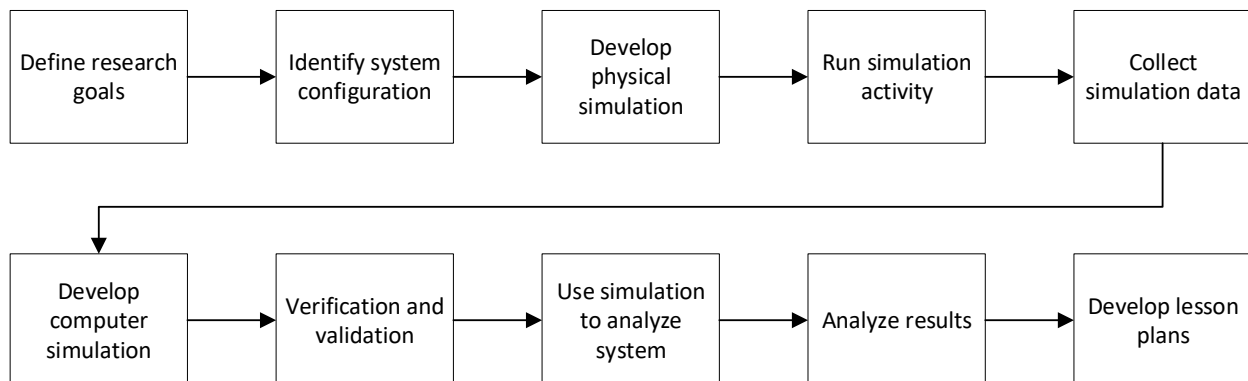 Define research
goals
Identify system
configuration
Develop
physical
simulation
Run simulation
activity
Collect
simulation data
Develop
computer
simulation
Verification and
validation
Use simulation
to analyze
system
Analyze results
Develop lesson
plans